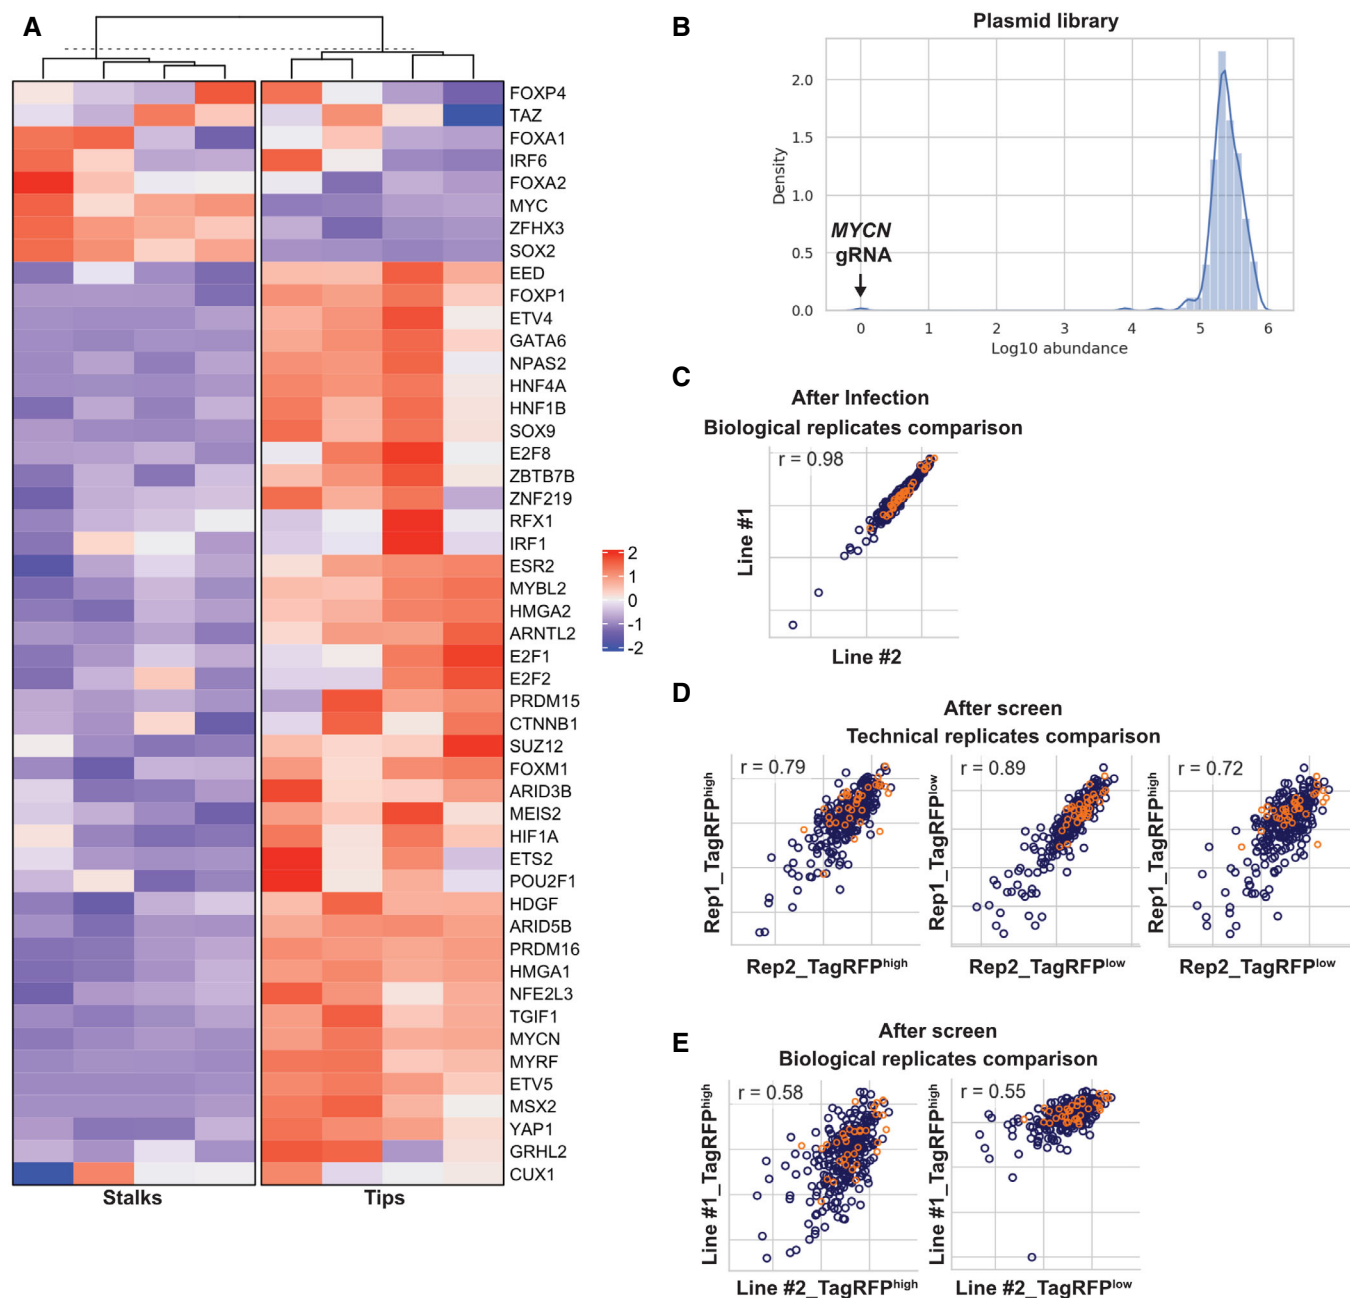 A
FOXP4
TAZ
FOXA1
IRF6
FOXA2
MYC
ZFHX3
SOX2
EED
FOXP1
ETV4
GATA6
NPAS2
HNF4A
HNF1B
SOX9
E2F8
ZBTB7B
ZNF219
RFX1
IRF1
ESR2
MYBL2
HMGA2
ARNTL2
E2F1
E2F2
PRDM15
CTNNB1
SUZ12
FOXM1
ARID3B
MEIS2
HIF1A
ETS2
POU2F1
HDGF
ARID5B
PRDM16
HMGA1
NFE2L3
TGIF1
MYCN
MYRF
ETV5
MSX2
YAP1
GRHL2
CUX1
Stalks
Tips
2
1
0
-1
-2
B
Plasmid library
Density
2.0
1.5
1.0
0.5
0.0
MYCN
gRNA
0 1 2 3 4 5 6
Log10 abundance
C
After Infection
Biological replicates comparison
r = 0.98
Line #1
Line #2
D
After screen
Technical replicates comparison
r = 0.79
Rep1_TagRFPhigh
Rep2_TagRFPhigh
r = 0.89
Rep1_TagRFPlow
Rep2_TagRFPlow
r = 0.72
Rep1_TagRFPhigh
Rep2_TagRFPlow
E
After screen
Biological replicates comparison
r = 0.58
Line #1_TagRFPhigh
Line #2_TagRFPhigh
r = 0.55
Line #1_TagRFPhigh
Line #2_TagRFPlow